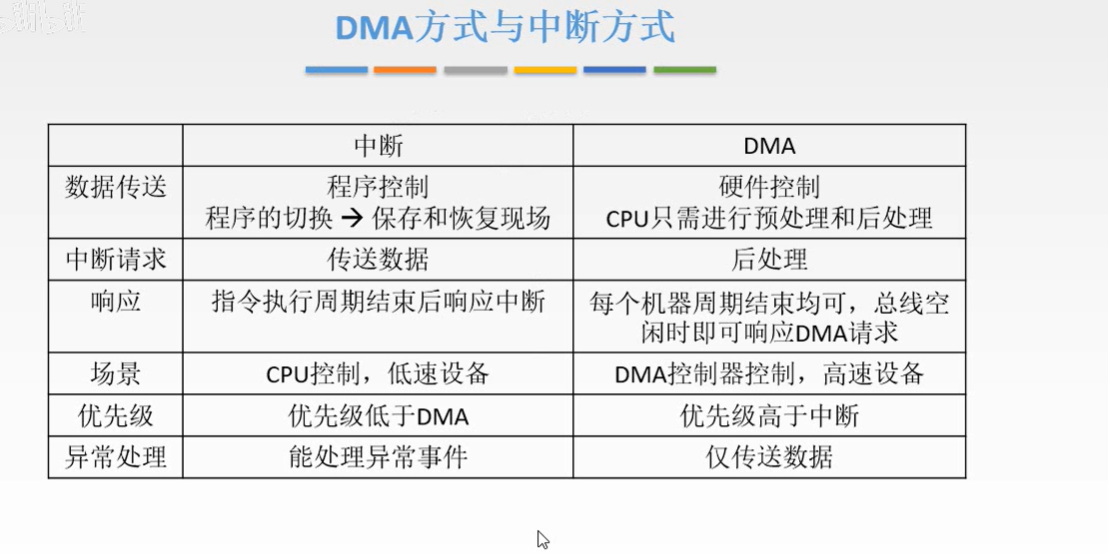 DMA方式与中断方式
中断
DMA
数据传送
程序控制
程序的切换 → 保存和恢复现场
硬件控制
CPU只需进行预处理和后处理
中断请求
传送数据
后处理
响应
指令执行周期结束后响应中断
每个机器周期结束均可，总线空
闲时即可响应DMA请求
场景
CPU控制，低速设备
DMA控制器控制，高速设备
优先级
优先级低于DMA
优先级高于中断
异常处理
能处理异常事件
仅传送数据